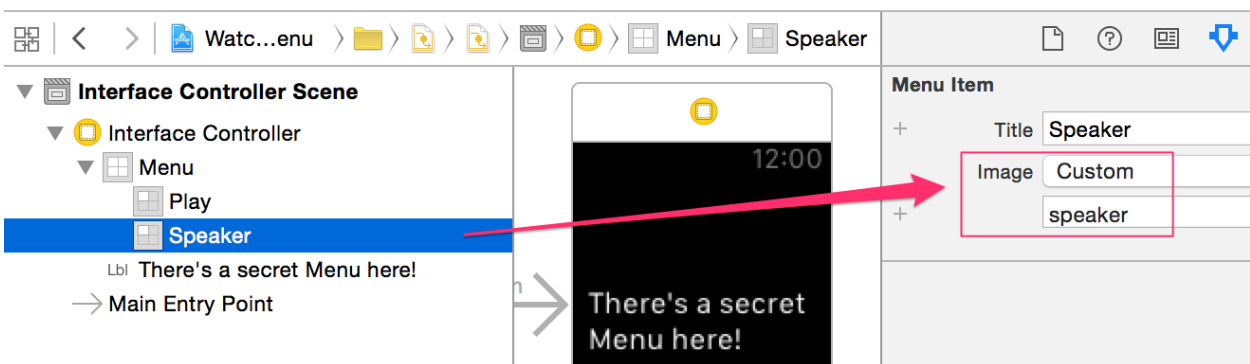 Watc...enu
Menu
Speaker
Interface Controller Scene
Interface Controller
Menu
Play
Speaker
Lbl There's a secret Menu here!
Main Entry Point
12:00
There's a secret
Menu here!
Menu Item
+ Title Speaker
Image Custom
+ speaker